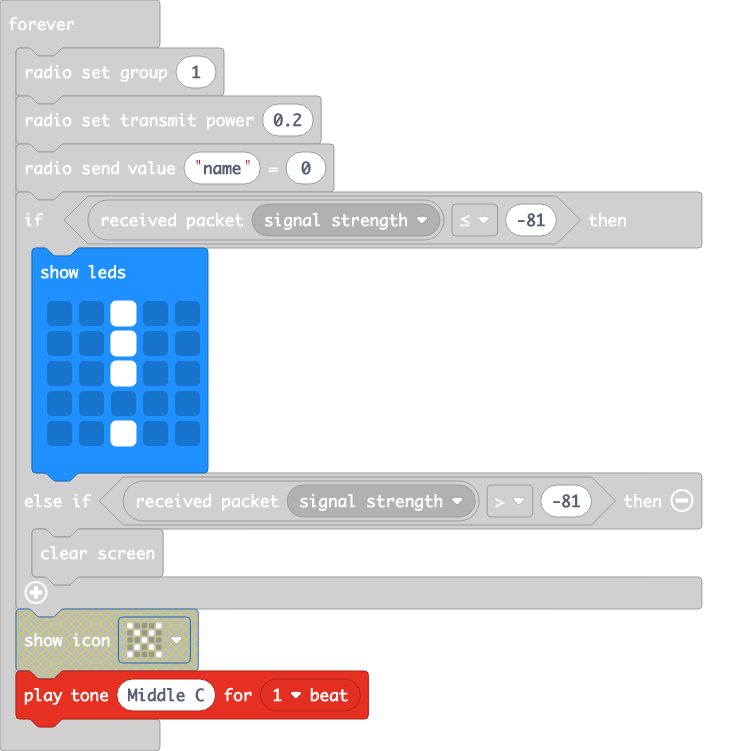 forever
radio set group 1
radio set transmit power 0.2
radio send value "name" = 0
if received packet signal strength ≤ -81 then
show leds
else if received packet signal strength > -81 then
clear screen
show icon
play tone Middle C for 1 beat